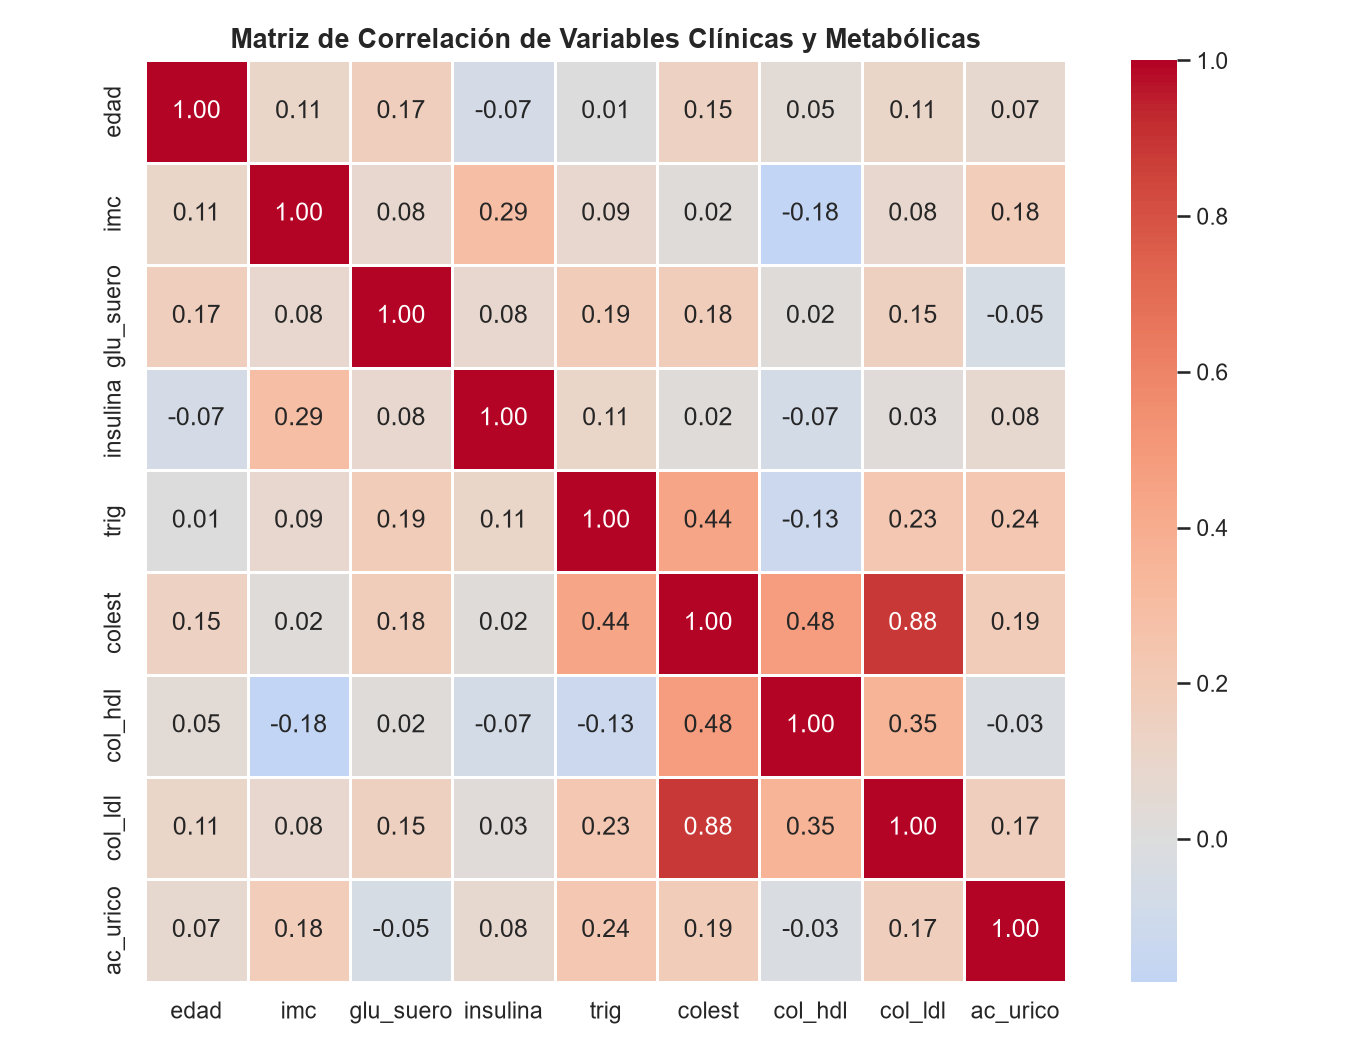 Matriz de Correlación de Variables Clínicas y Metabólicas
edad 1.00 0.11 0.17 -0.07 0.01 0.15 0.05 0.11 0.07
imc 0.11 1.00 0.08 0.29 0.09 0.02 -0.18 0.08 0.18
glu_suero 0.17 0.08 1.00 0.08 0.19 0.18 0.02 0.15 -0.05
insulina -0.07 0.29 0.08 1.00 0.11 0.02 -0.07 0.03 0.08
trig 0.01 0.09 0.19 0.11 1.00 0.44 -0.13 0.23 0.24
colest 0.15 0.02 0.18 0.02 0.44 1.00 0.48 0.88 0.19
col_hdl 0.05 -0.18 0.02 -0.07 -0.13 0.48 1.00 0.35 -0.03
col_ldl 0.11 0.08 0.15 0.03 0.23 0.88 0.35 1.00 0.17
ac_urico 0.07 0.18 -0.05 0.08 0.24 0.19 -0.03 0.17 1.00
edad imc glu_suero insulina trig colest col_hdl col_ldl ac_urico
1.0
0.8
0.6
0.4
0.2
0.0